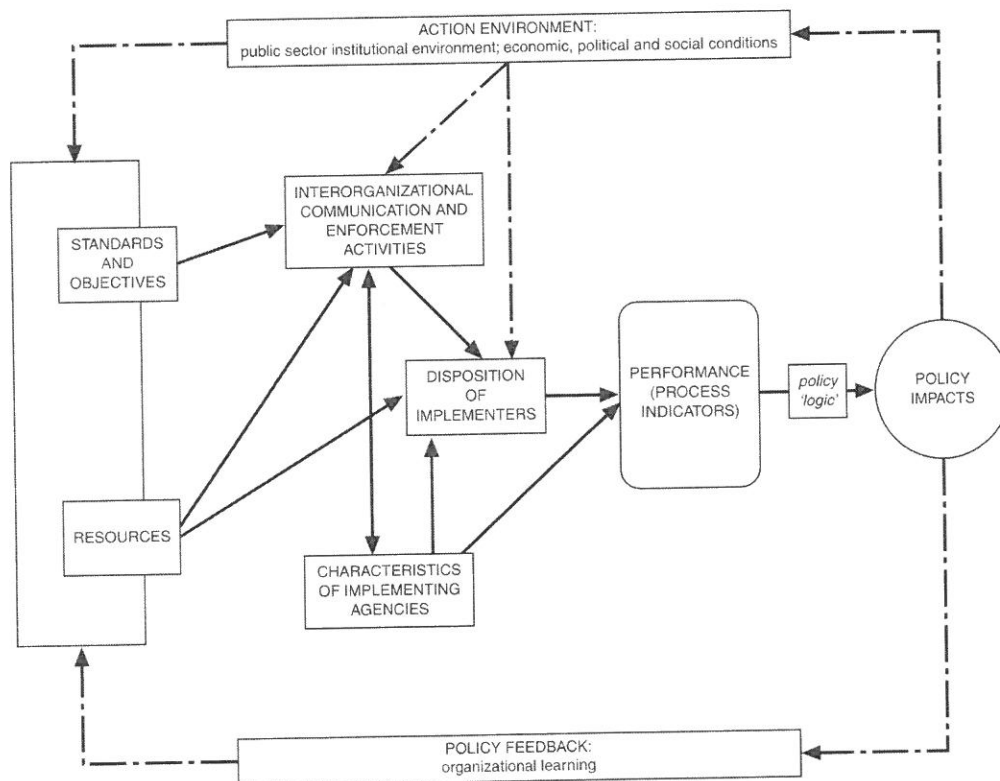 ACTION ENVIRONMENT:
public sector institutional environment; economic, political and social conditions
INTERORGANIZATIONAL
COMMUNICATION AND
ENFORCEMENT
ACTIVITIES
STANDARDS
AND
OBJECTIVES
DISPOSITION
OF
IMPLEMENTERS
PERFORMANCE
(PROCESS
INDICATORS)
policy
'logic'
POLICY
IMPACTS
RESOURCES
CHARACTERISTICS
OF IMPLEMENTING
AGENCIES
POLICY FEEDBACK:
organizational learning